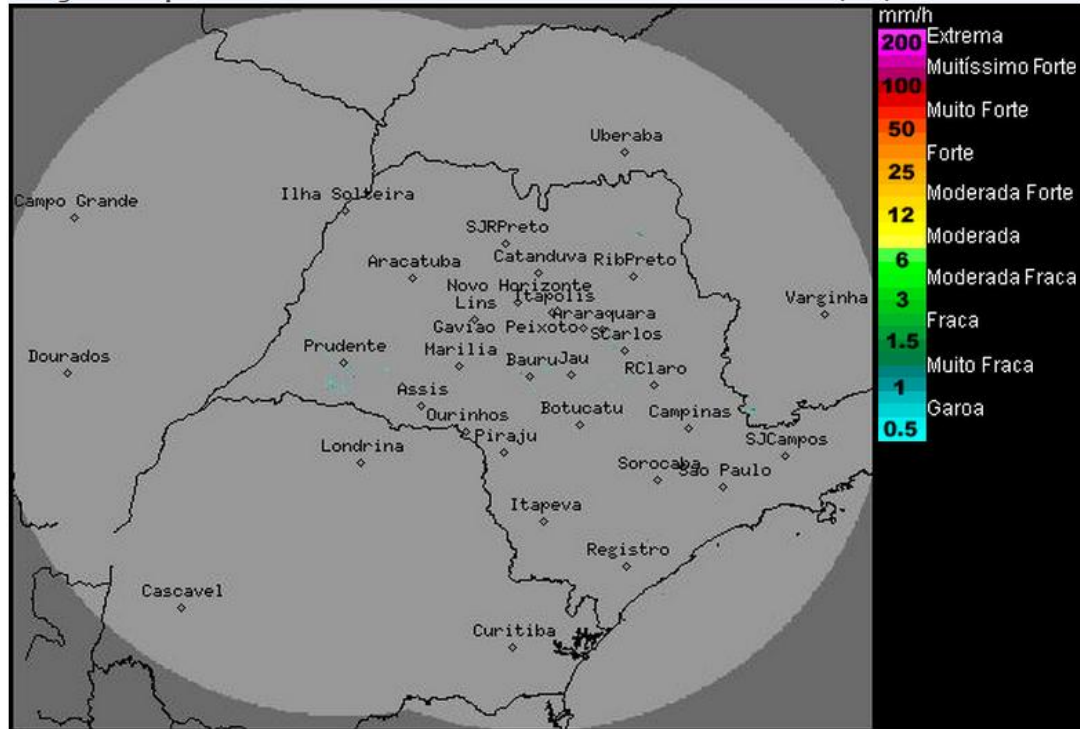 mm/h
200 Extrema
Muitíssimo Forte
100
Muito Forte
50
Forte
25
Moderada Forte
12
Moderada
6
Moderada Fraca
3
Fraca
1.5
Muito Fraca
1
Garoa
0.5
Uberaba
Campo Grande
Ilha Solteira
SJRPreto
Catanduva
RibPreto
Aracatuba
Novo Horizonte
Itapolis
Lins
Araraquara
Varginha
Gaviao Peixoto
SCarlos
Prudente
Marilia
Bauru
Jau
RClaro
Dourados
Assis
Ourinhos
Botucatu
Campinas
Piraju
SJCampos
Londrina
Sorocaba
Sao Paulo
Itapeva
Registro
Cascavel
Curitiba